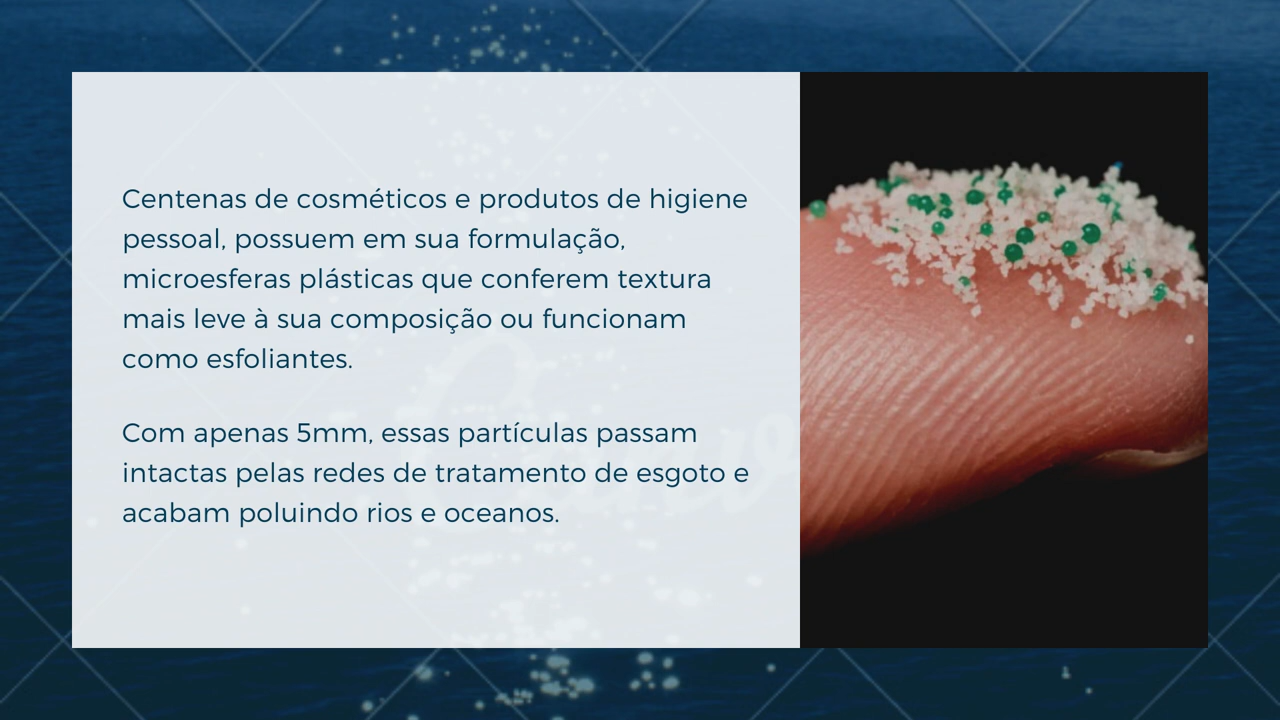 Centenas de cosméticos e produtos de higiene
pessoal, possuem em sua formulação,
microesferas plásticas que conferem textura
mais leve à sua composição ou funcionam
como esfoliantes.
Com apenas 5mm, essas partículas passam
intactas pelas redes de tratamento de esgoto e
acabam poluindo rios e oceanos.
Canva